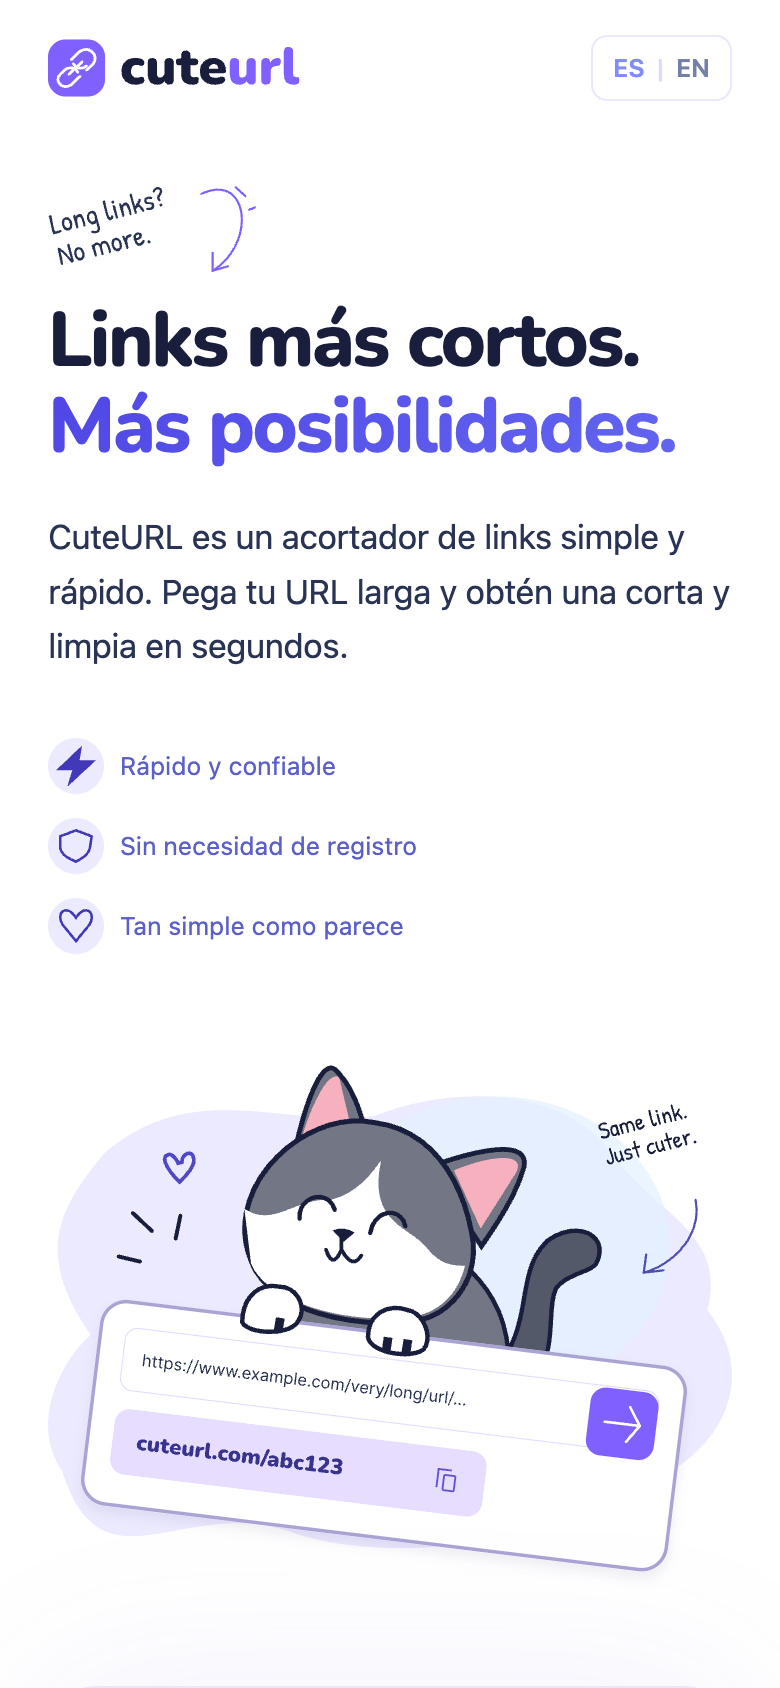 cuteurl
ES | EN
Long links?
No more.
Links más cortos.
Más posibilidades.
CuteURL es un acortador de links simple y
rápido. Pega tu URL larga y obtén una corta y
limpia en segundos.
Rápido y confiable
Sin necesidad de registro
Tan simple como parece
Same link.
Just cuter.
https://www.example.com/very/long/url/...
cuteurl.com/abc123